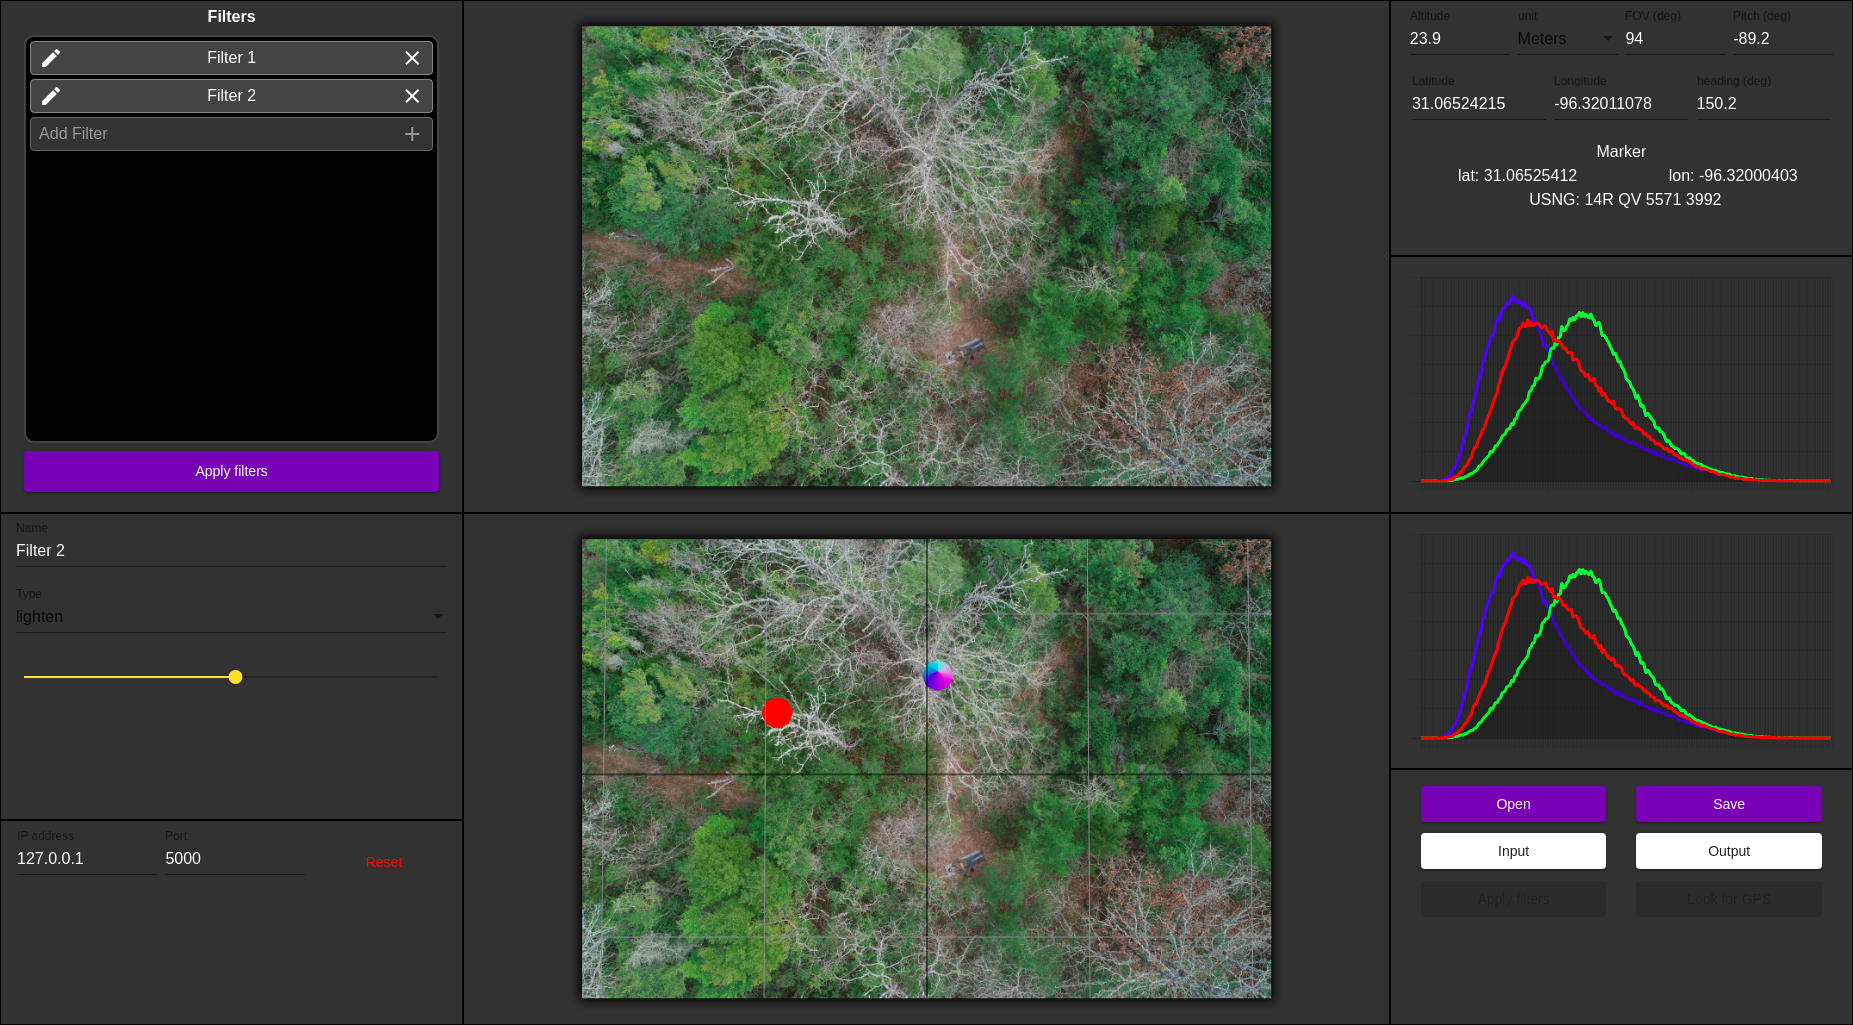 Filters
Filter 1
Filter 2
Add Filter
Apply filters
Name
Filter 2
Type
lighten
IP address
Port
127.0.0.1
5000
Reset
Altitude
unit
FOV (deg)
Pitch (deg)
23.9
Meters
94
-89.2
Latitude
Longitude
heading (deg)
31.06524215
-96.32011078
150.2
Marker
lat: 31.06525412
lon: -96.32000403
USNG: 14R QV 5571 3992
Open
Save
Input
Output
Apply filters
Look for GPS